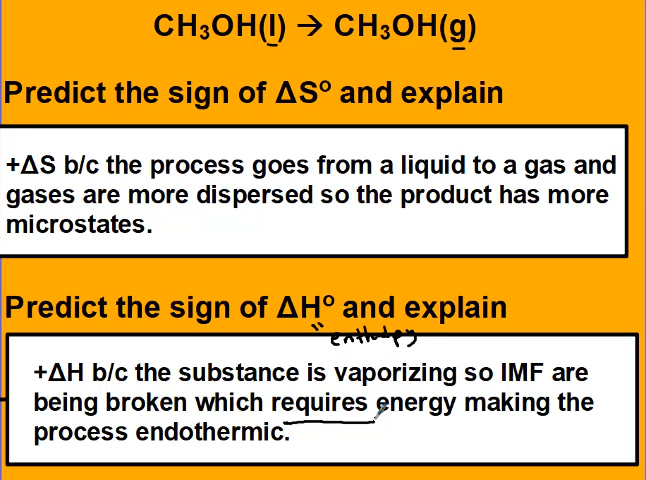 CH₃OH(l) → CH₃OH(g)
Predict the sign of ΔS° and explain
+ΔS b/c the process goes from a liquid to a gas and
gases are more dispersed so the product has more
microstates.
Predict the sign of ΔH° and explain
" enthalpy
+ΔH b/c the substance is vaporizing so IMF are
being broken which requires energy making the
process endothermic.